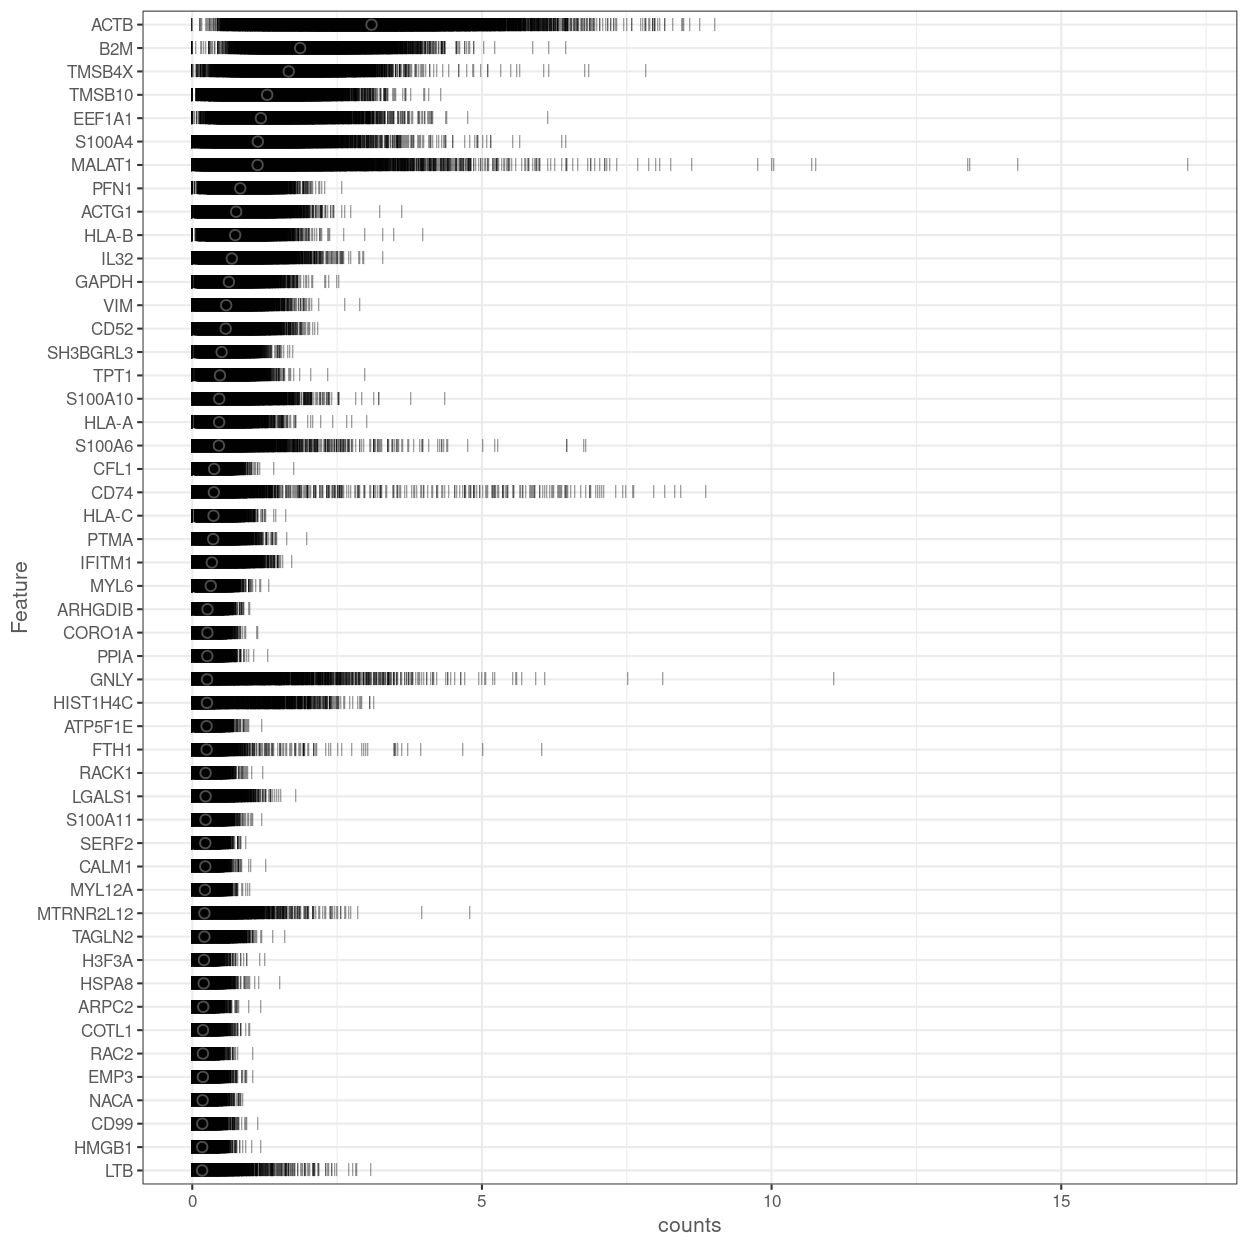 ACTB
B2M
TMSB4X
TMSB10
EEF1A1
S100A4
MALAT1
PFN1
ACTG1
HLA-B
IL32
GAPDH
VIM
CD52
SH3BGRL3
TPT1
S100A10
HLA-A
S100A6
CFL1
CD74
HLA-C
PTMA
IFITM1
MYL6
ARHGDIB
CORO1A
PPIA
GNLY
HIST1H4C
ATP5F1E
FTH1
RACK1
LGALS1
S100A11
SERF2
CALM1
MYL12A
MTRNR2L12
TAGLN2
H3F3A
HSPA8
ARPC2
COTL1
RAC2
EMP3
NACA
CD99
HMGB1
LTB
Feature
0 5 10 15
counts